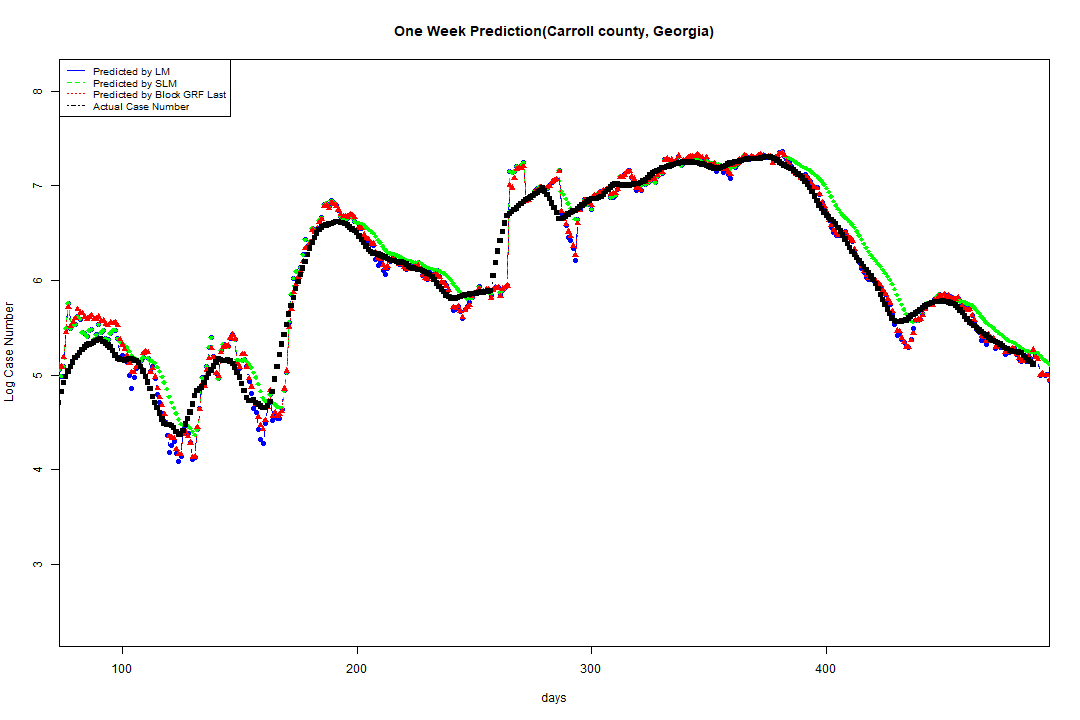 One Week Prediction(Carroll county, Georgia)
Predicted by LM
Predicted by SLM
Predicted by Block GRF Last
Actual Case Number
Log Case Number
8
7
6
5
4
3
100 200 300 400
days